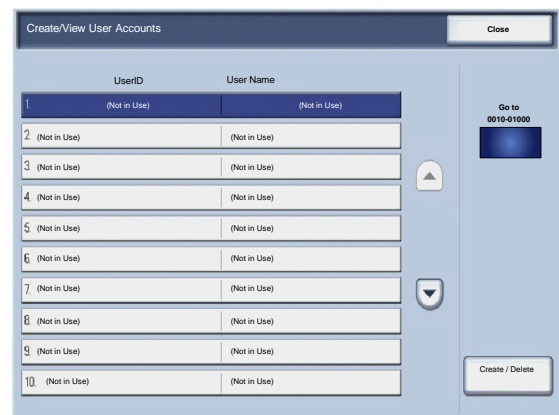 Create/View User Accounts
Close
UserID User Name
1. (Not in Use) (Not in Use)
2. (Not in Use) (Not in Use)
3. (Not in Use) (Not in Use)
4. (Not in Use) (Not in Use)
5. (Not in Use) (Not in Use)
6. (Not in Use) (Not in Use)
7. (Not in Use) (Not in Use)
8. (Not in Use) (Not in Use)
9. (Not in Use) (Not in Use)
10. (Not in Use) (Not in Use)
Go to
0010-01000
Create / Delete